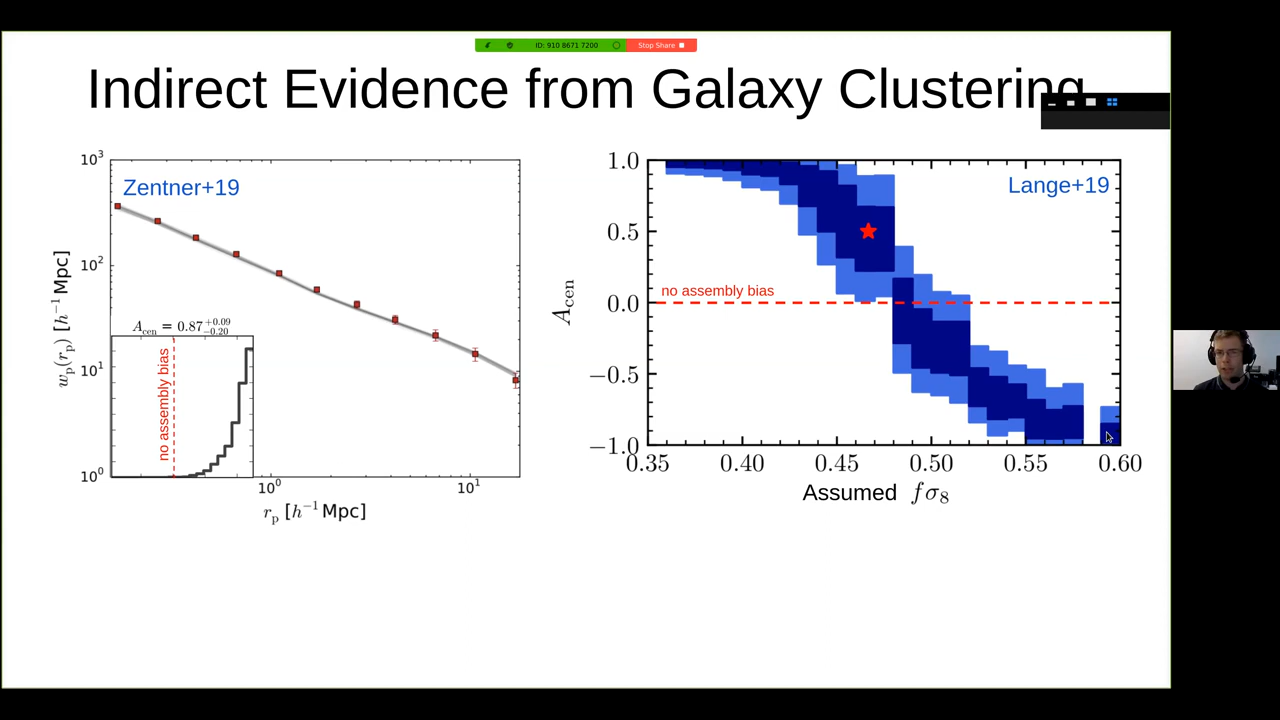 ID: 910 8671 7200
Stop Share
Indirect Evidence from Galaxy Clustering
10³
10²
10¹
10⁰
wₚ(rₚ) [h⁻¹ Mpc]
Zentner+19
A_cen = 0.87 +0.09 −0.20
no assembly bias
10⁰
10¹
rₚ [h⁻¹ Mpc]
1.0
0.5
0.0
−0.5
−1.0
A_cen
Lange+19
no assembly bias
0.35 0.40 0.45 0.50 0.55 0.60
Assumed fσ₈